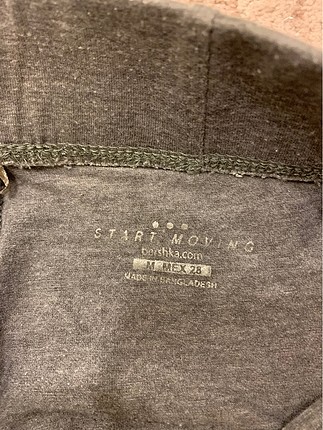 START MOVING
bershka.com
M MEX 28
MADE IN BANGLADESH